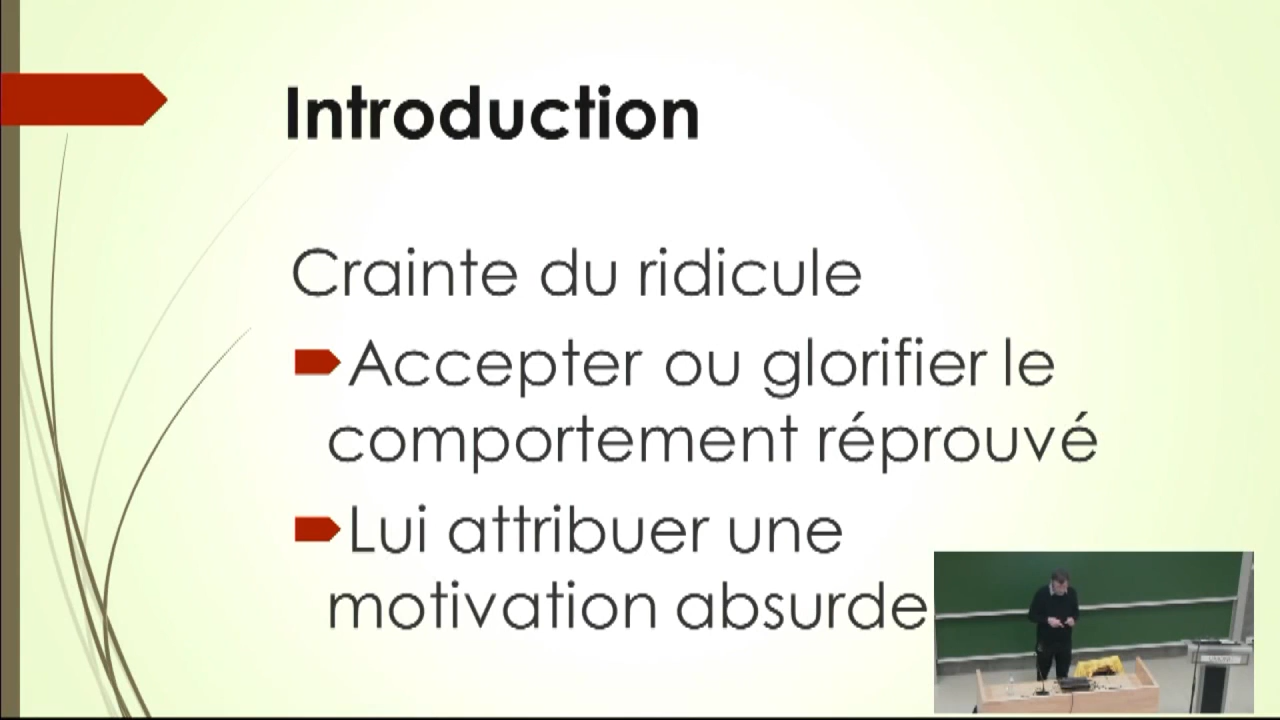 Introduction
Crainte du ridicule
Accepter ou glorifier le
comportement réprouvé
Lui attribuer une
motivation absurde